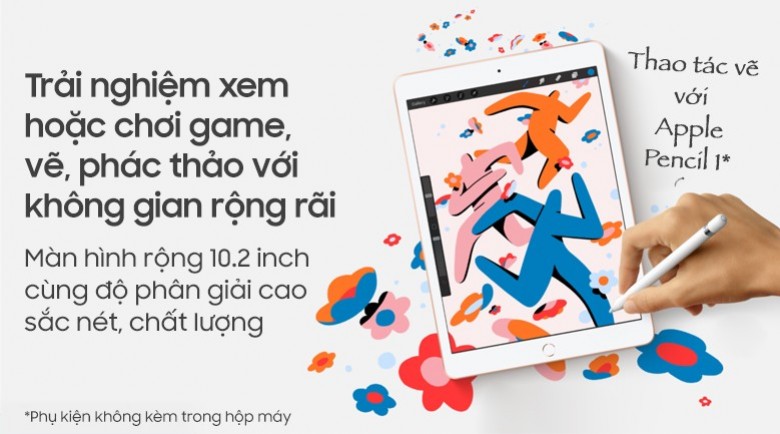 Trải nghiệm xem
hoặc chơi game,
vẽ, phác thảo với
không gian rộng rãi
Màn hình rộng 10.2 inch
cùng độ phân giải cao
sắc nét, chất lượng
*Phụ kiện không kèm trong hộp máy
Thao tác vẽ
với
Apple
Pencil 1*
Gallery